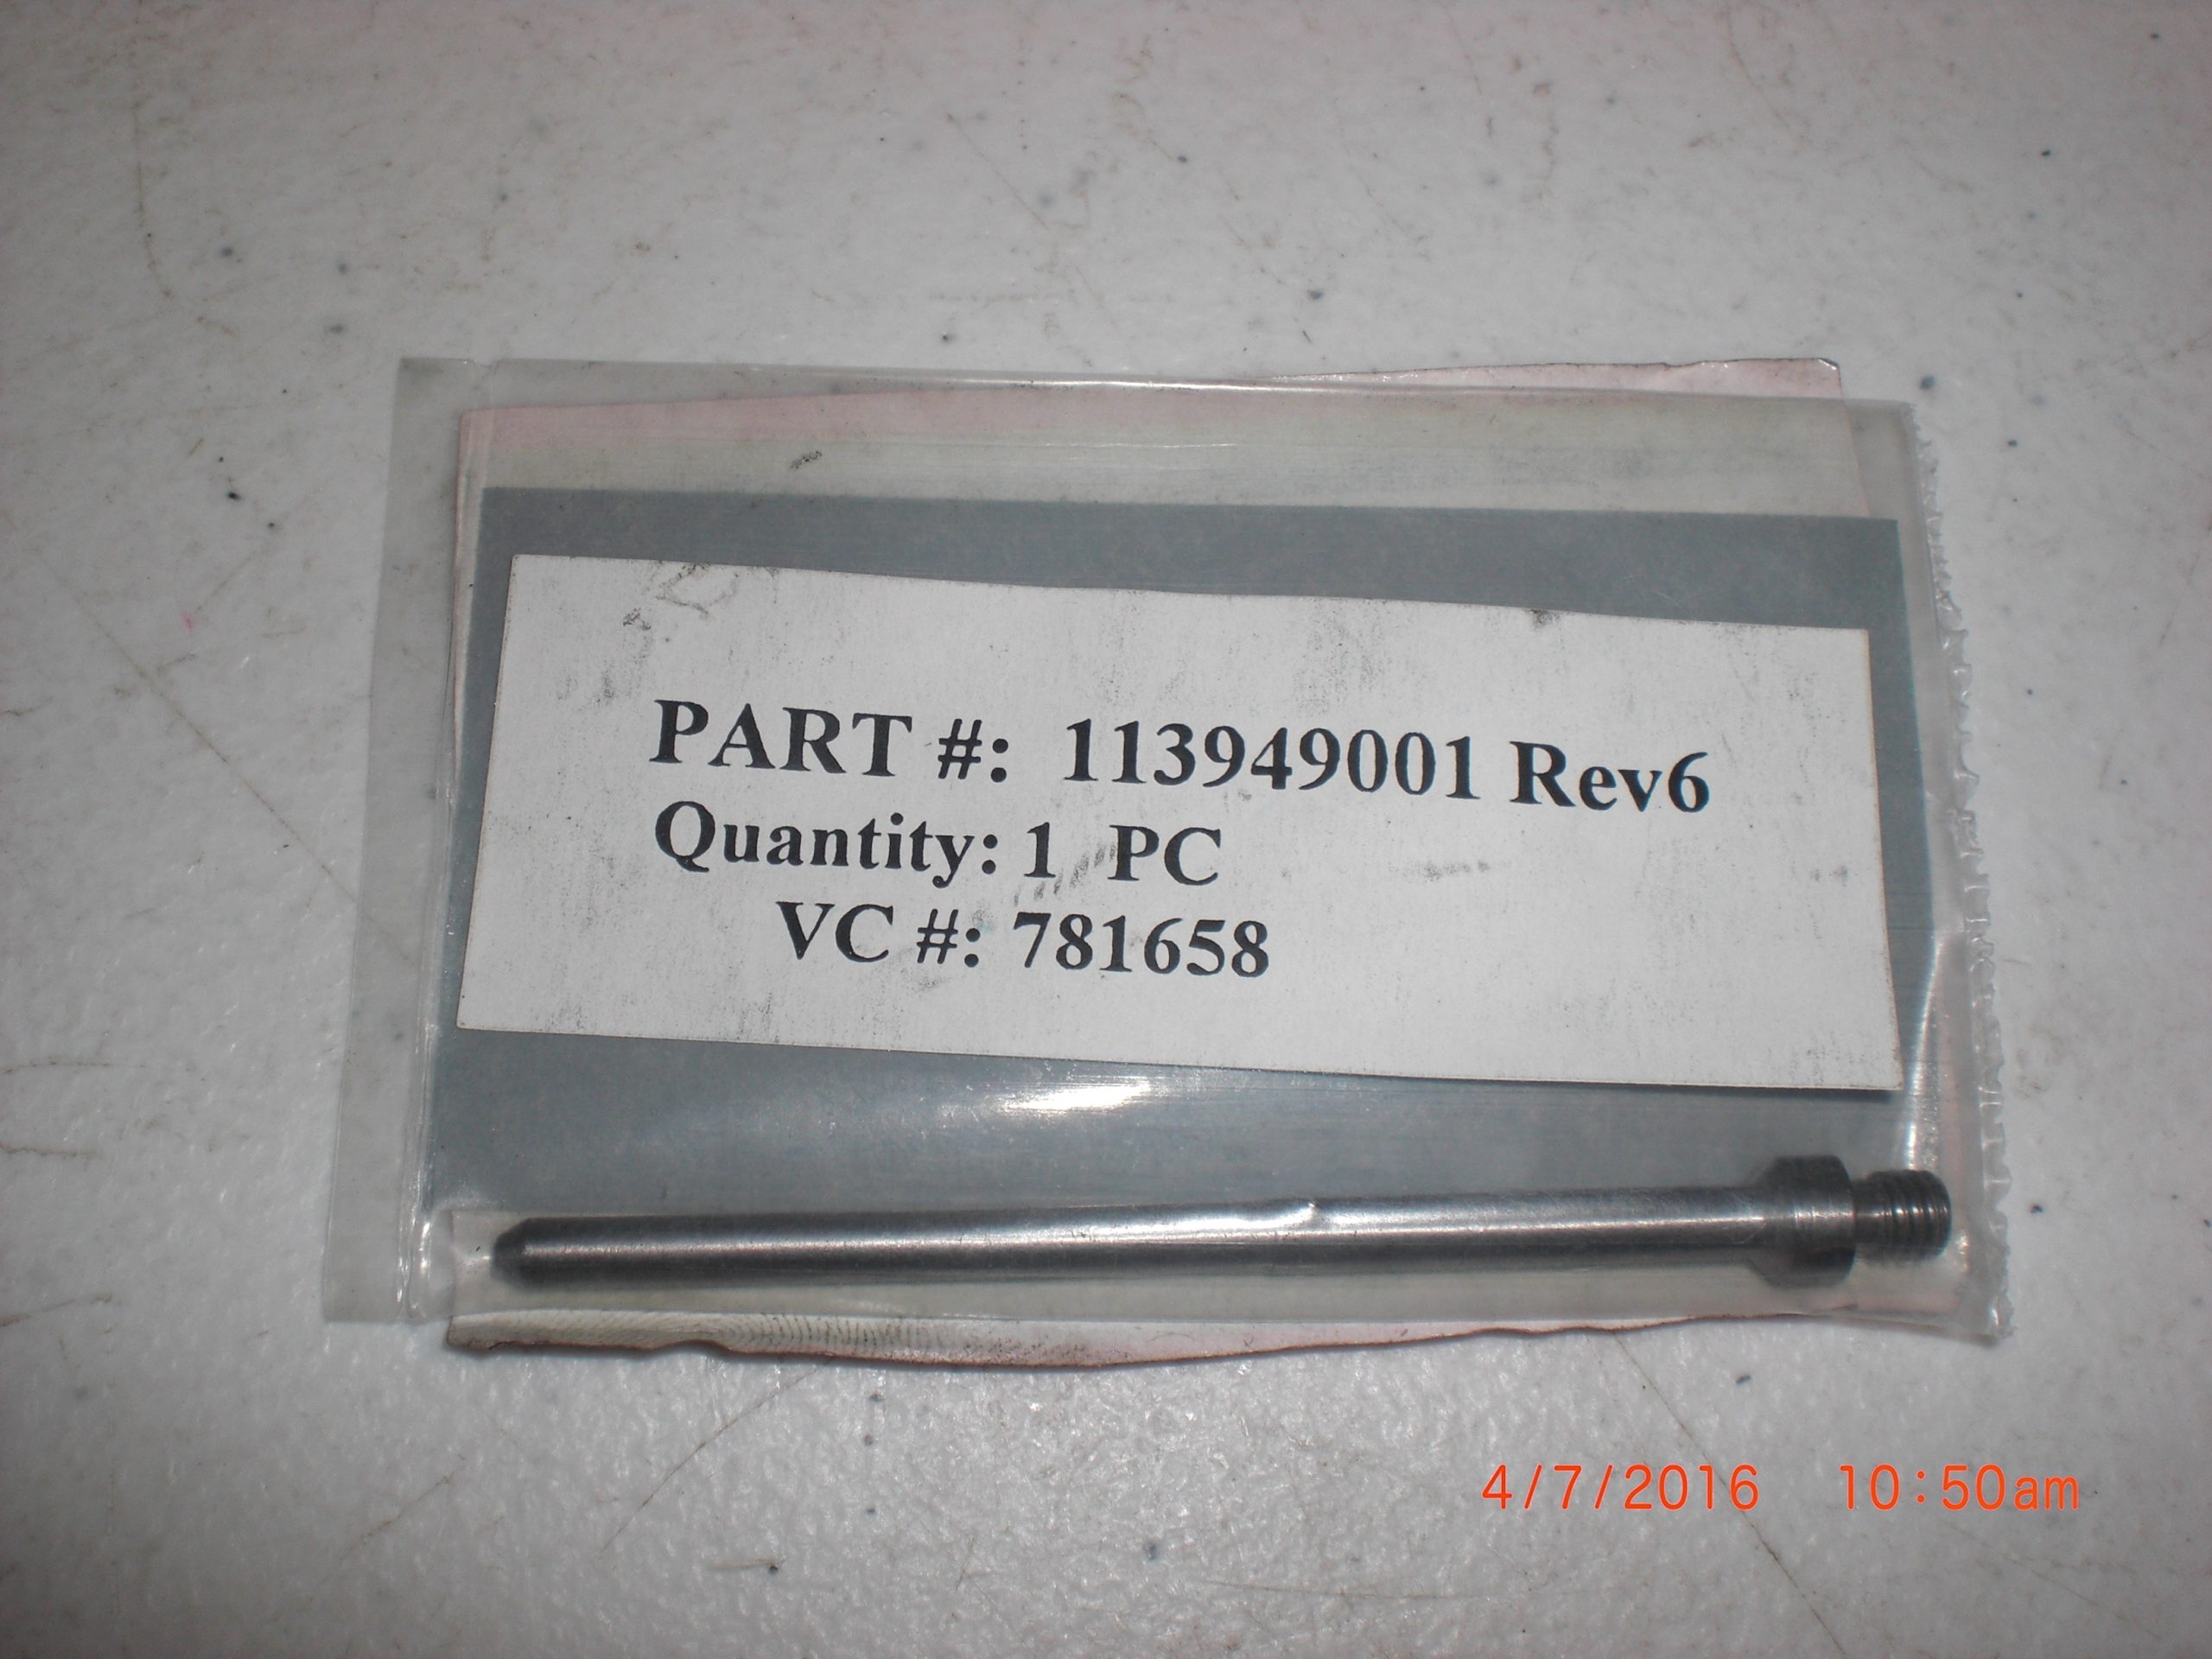 PART #: 113949001 Rev6
Quantity: 1 PC
VC #: 781658
4/7/2016 10:50am